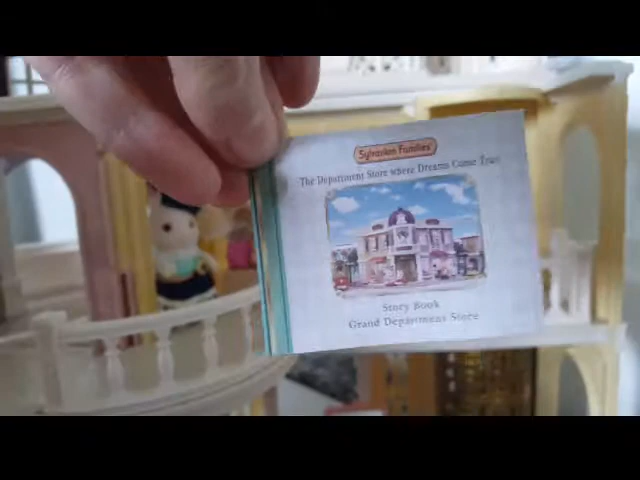 Sylvanian Families
The Department Store where Dreams Come True
Story Book
Grand Department Store